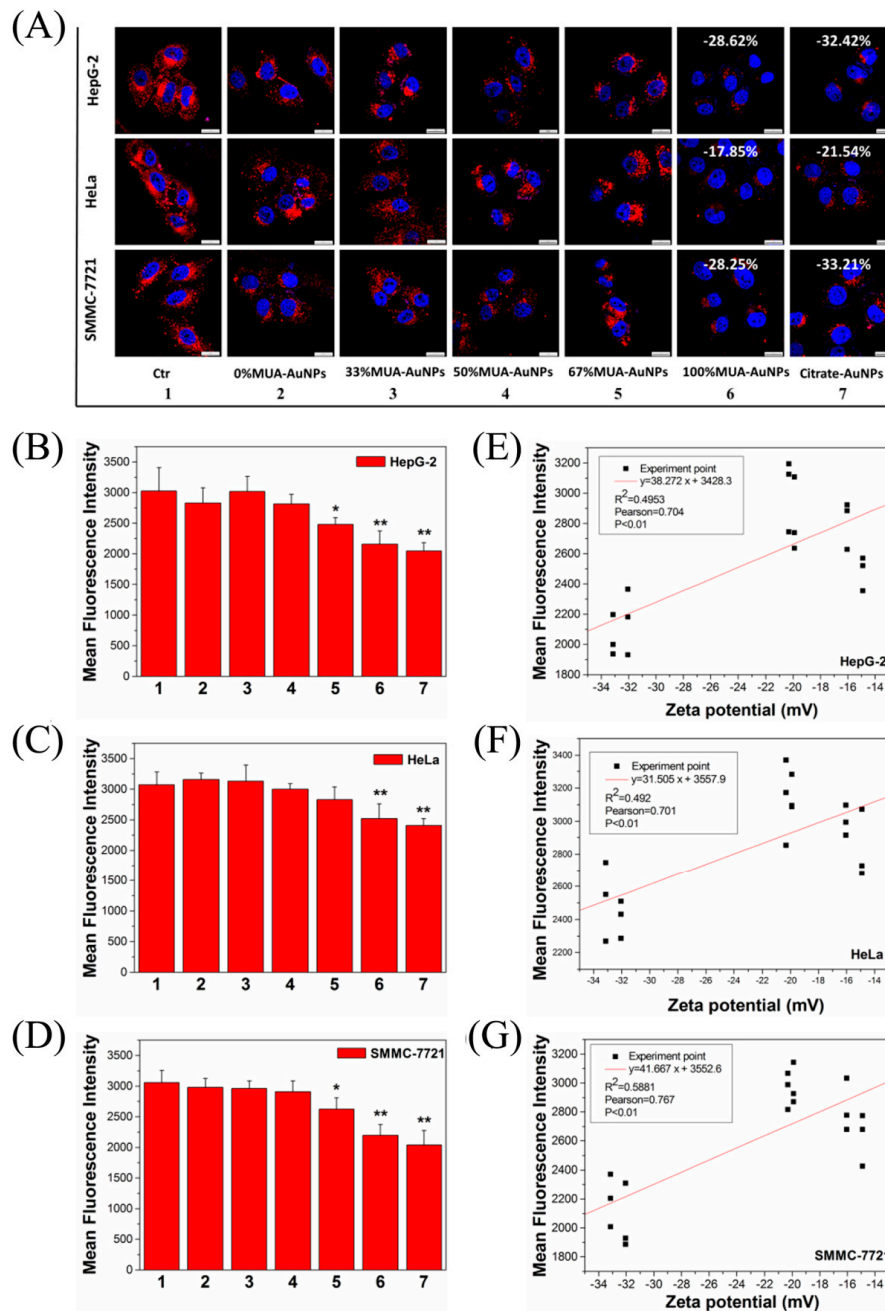 (A)
HepG-2
-28.62%
-32.42%
HeLa
-17.85%
-21.54%
SMMC-7721
-28.25%
-33.21%
Ctr
0%MUA-AuNPs
33%MUA-AuNPs
50%MUA-AuNPs
67%MUA-AuNPs
100%MUA-AuNPs
Citrate-AuNPs
1
2
3
4
5
6
7
(B)
Mean Fluorescence Intensity
3500
3000
2500
2000
1500
1000
500
0
HepG-2
*
**
**
1 2 3 4 5 6 7
(E)
Mean Fluorescence Intensity
3200
3000
2800
2600
2400
2200
2000
1800
Experiment point
y=38.272 x + 3428.3
R2=0.4953
Pearson=0.704
P<0.01
HepG-2
-34 -32 -30 -28 -26 -24 -22 -20 -18 -16 -14
Zeta potential (mV)
(C)
Mean Fluorescence Intensity
3500
3000
2500
2000
1500
1000
500
0
HeLa
**
**
1 2 3 4 5 6 7
(F)
Mean Fluorescence Intensity
3400
3200
3000
2800
2600
2400
2200
Experiment point
y=31.505 x + 3557.9
R2=0.492
Pearson=0.701
P<0.01
HeLa
-34 -32 -30 -28 -26 -24 -22 -20 -18 -16 -14
Zeta potential (mV)
(D)
Mean Fluorescence Intensity
3500
3000
2500
2000
1500
1000
500
0
SMMC-7721
*
**
**
1 2 3 4 5 6 7
(G)
Mean Fluorescence Intensity
3200
3000
2800
2600
2400
2200
2000
1800
Experiment point
y=41.667 x + 3552.6
R2=0.5881
Pearson=0.767
P<0.01
SMMC-7721
-34 -32 -30 -28 -26 -24 -22 -20 -18 -16 -14
Zeta potential (mV)